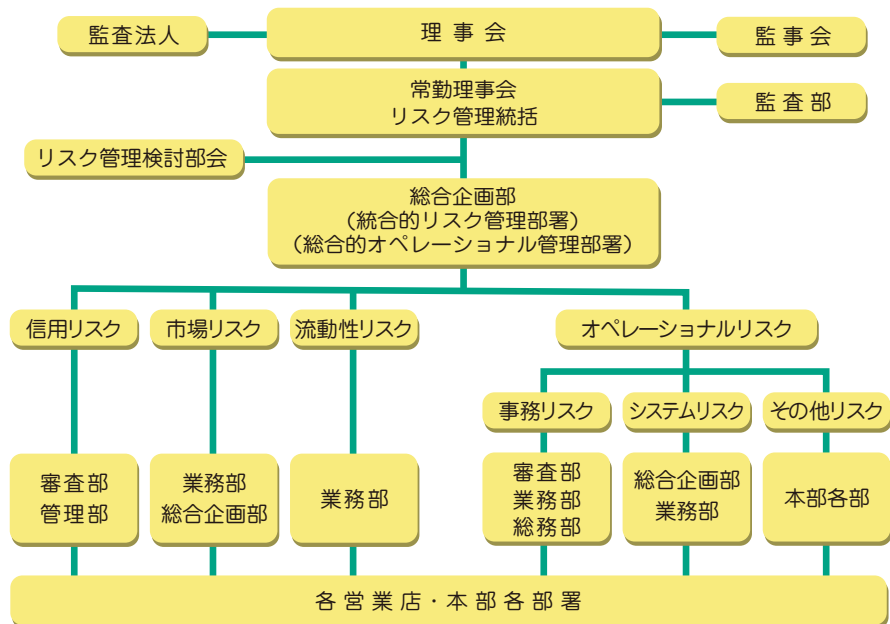 監査法人
理事会
監事会
常勤理事会
リスク管理統括
監査部
リスク管理検討部会
総合企画部
(統合的リスク管理部署)
(総合的オペレーショナル管理部署)
信用リスク
市場リスク
流動性リスク
オペレーショナルリスク
事務リスク
システムリスク
その他リスク
審査部
管理部
業務部
総合企画部
業務部
審査部
業務部
総務部
総合企画部
業務部
本部各部
各営業店・本部各部署